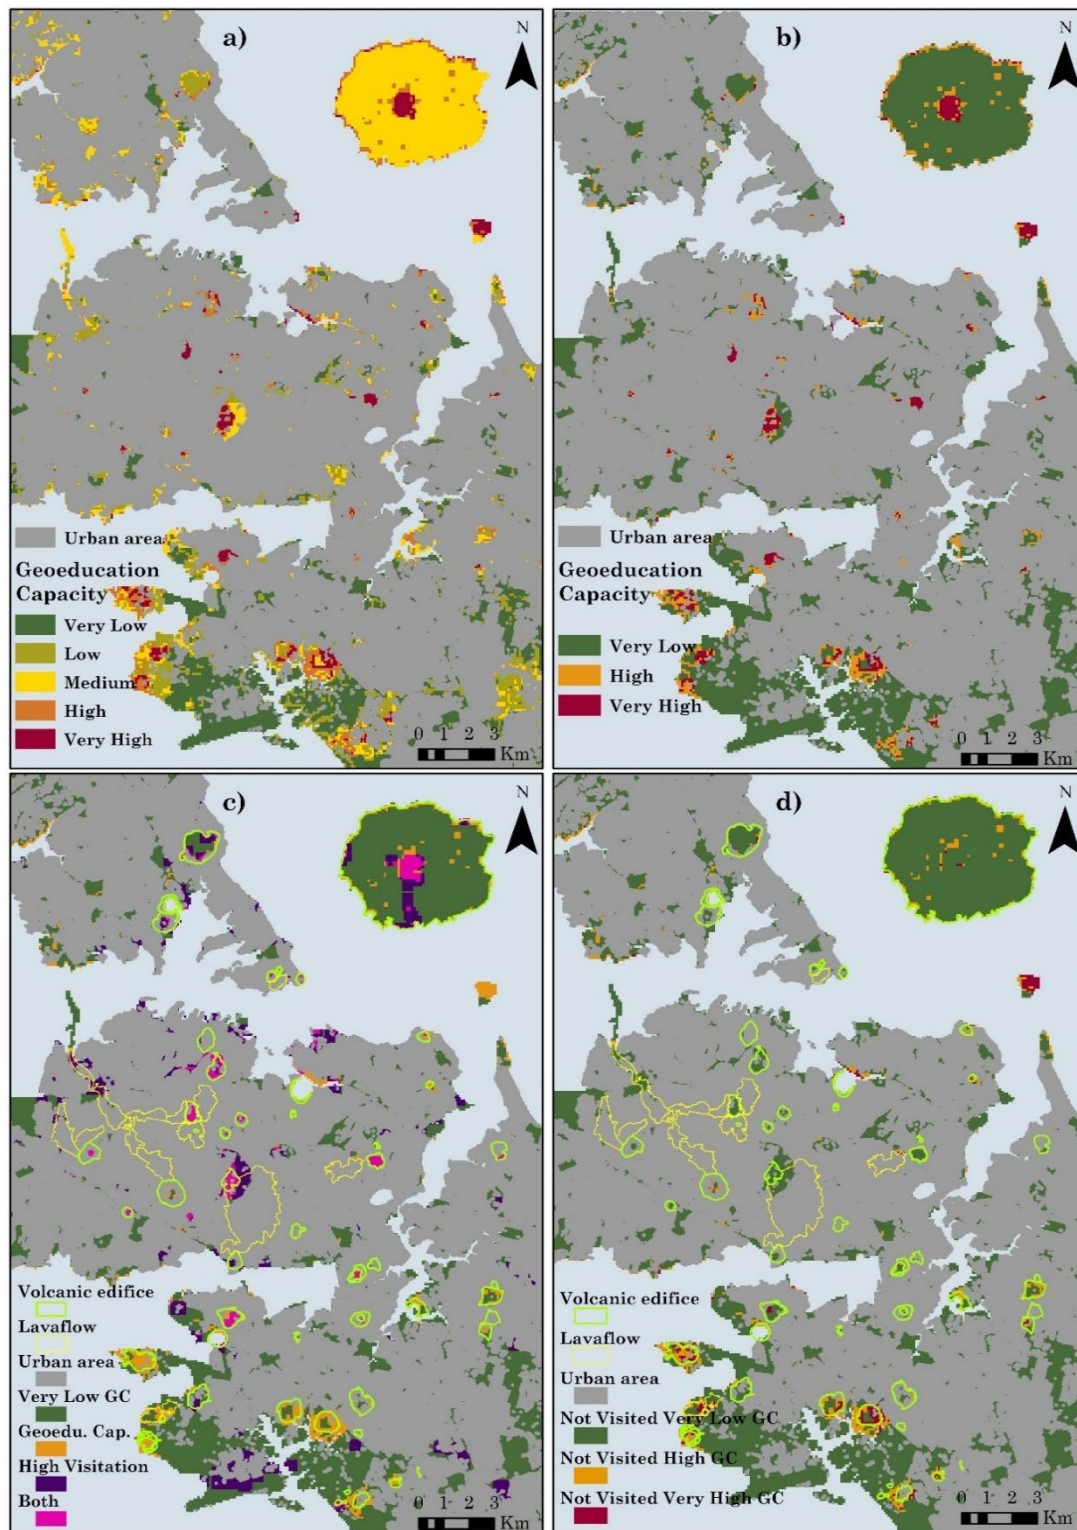 a)
N
Urban area
Geoeducation
Capacity
Very Low
Low
Medium
High
Very High
0 1 2 3
Km
b)
N
Urban area
Geoeducation
Capacity
Very Low
High
Very High
0 1 2 3
Km
c)
N
Volcanic edifice
Lavaflow
Urban area
Very Low GC
Geoedu. Cap.
High Visitation
Both
0 1 2 3
Km
d)
N
Volcanic edifice
Lavaflow
Urban area
Not Visited Very Low GC
Not Visited High GC
Not Visited Very High GC
0 1 2 3
Km